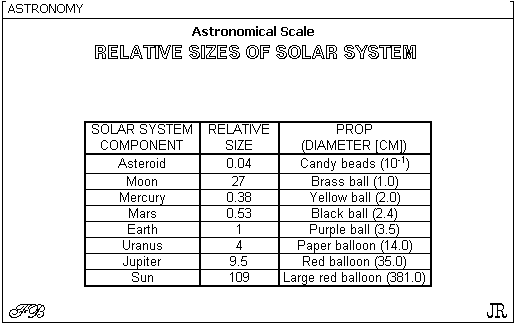 ASTRONOMY
Astronomical Scale
RELATIVE SIZES OF SOLAR SYSTEM
SOLAR SYSTEM COMPONENT RELATIVE SIZE PROP (DIAMETER [CM])
Asteroid 0.04 Candy beads (10⁻¹)
Moon 27 Brass ball (1.0)
Mercury 0.38 Yellow ball (2.0)
Mars 0.53 Black ball (2.4)
Earth 1 Purple ball (3.5)
Uranus 4 Paper balloon (14.0)
Jupiter 9.5 Red balloon (35.0)
Sun 109 Large red balloon (381.0)
JR